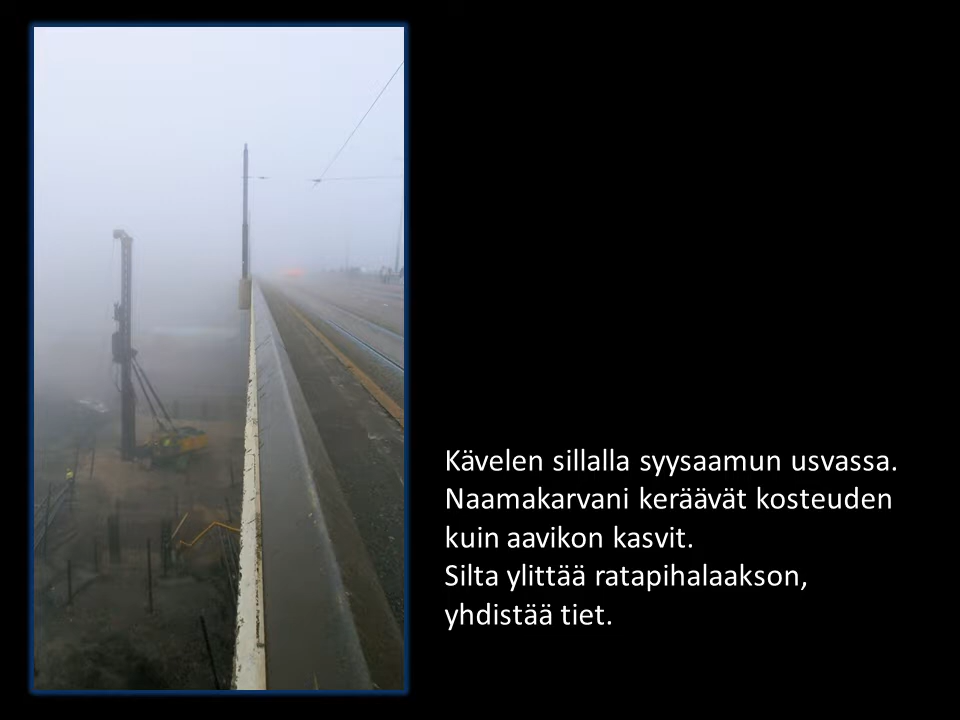 Kävelen sillalla syysaamun usvassa.
Naamakarvani keräävät kosteuden
kuin aavikon kasvit.
Silta ylittää ratapihalaakson,
yhdistää tiet.